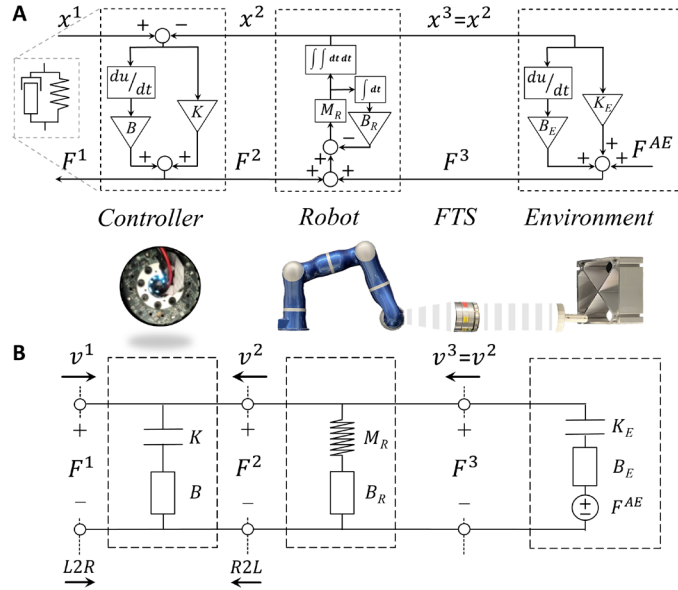 A
x¹ x² x³=x²
+ −
∫∫ dt dt
du/dt ∫ dt du/dt
K M_R K_E
B B_R B_E
−
+ + + + +
F¹ F² F³ F^AE
+ + + +
Controller Robot FTS Environment
B
v¹ v² v³=v²
+ + +
K M_R K_E
F¹ F² F³ B_E
B B_R F^AE
− − −
L2R R2L